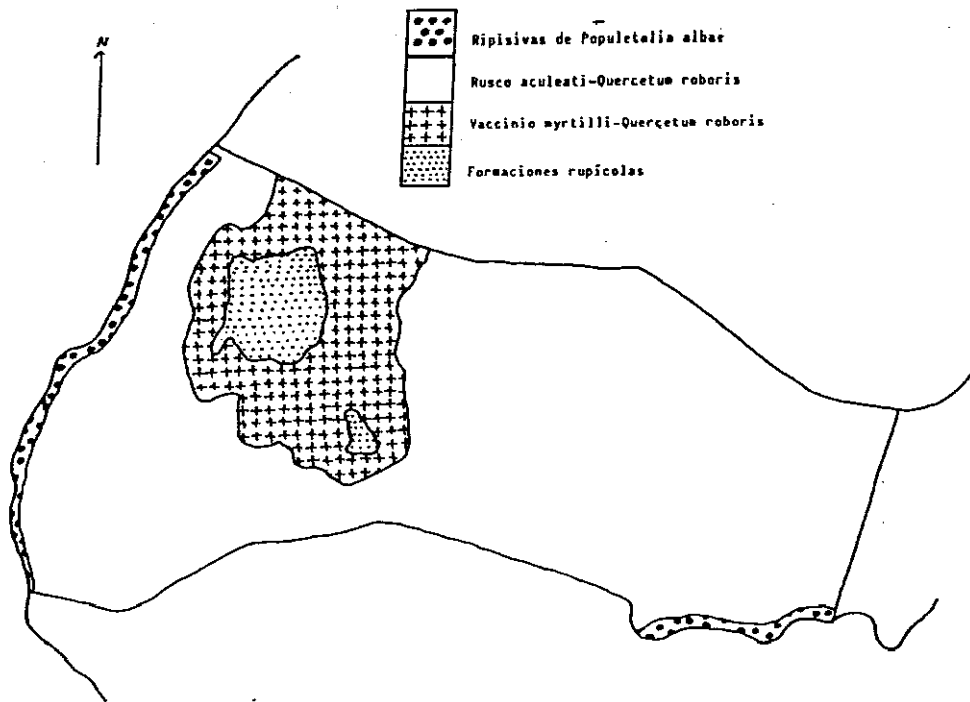 N
Ripisivas de Populetalia albae
Rusco aculeati-Quercetum roboris
Vaccinio myrtilli-Quercetum roboris
Formaciones rupícolas